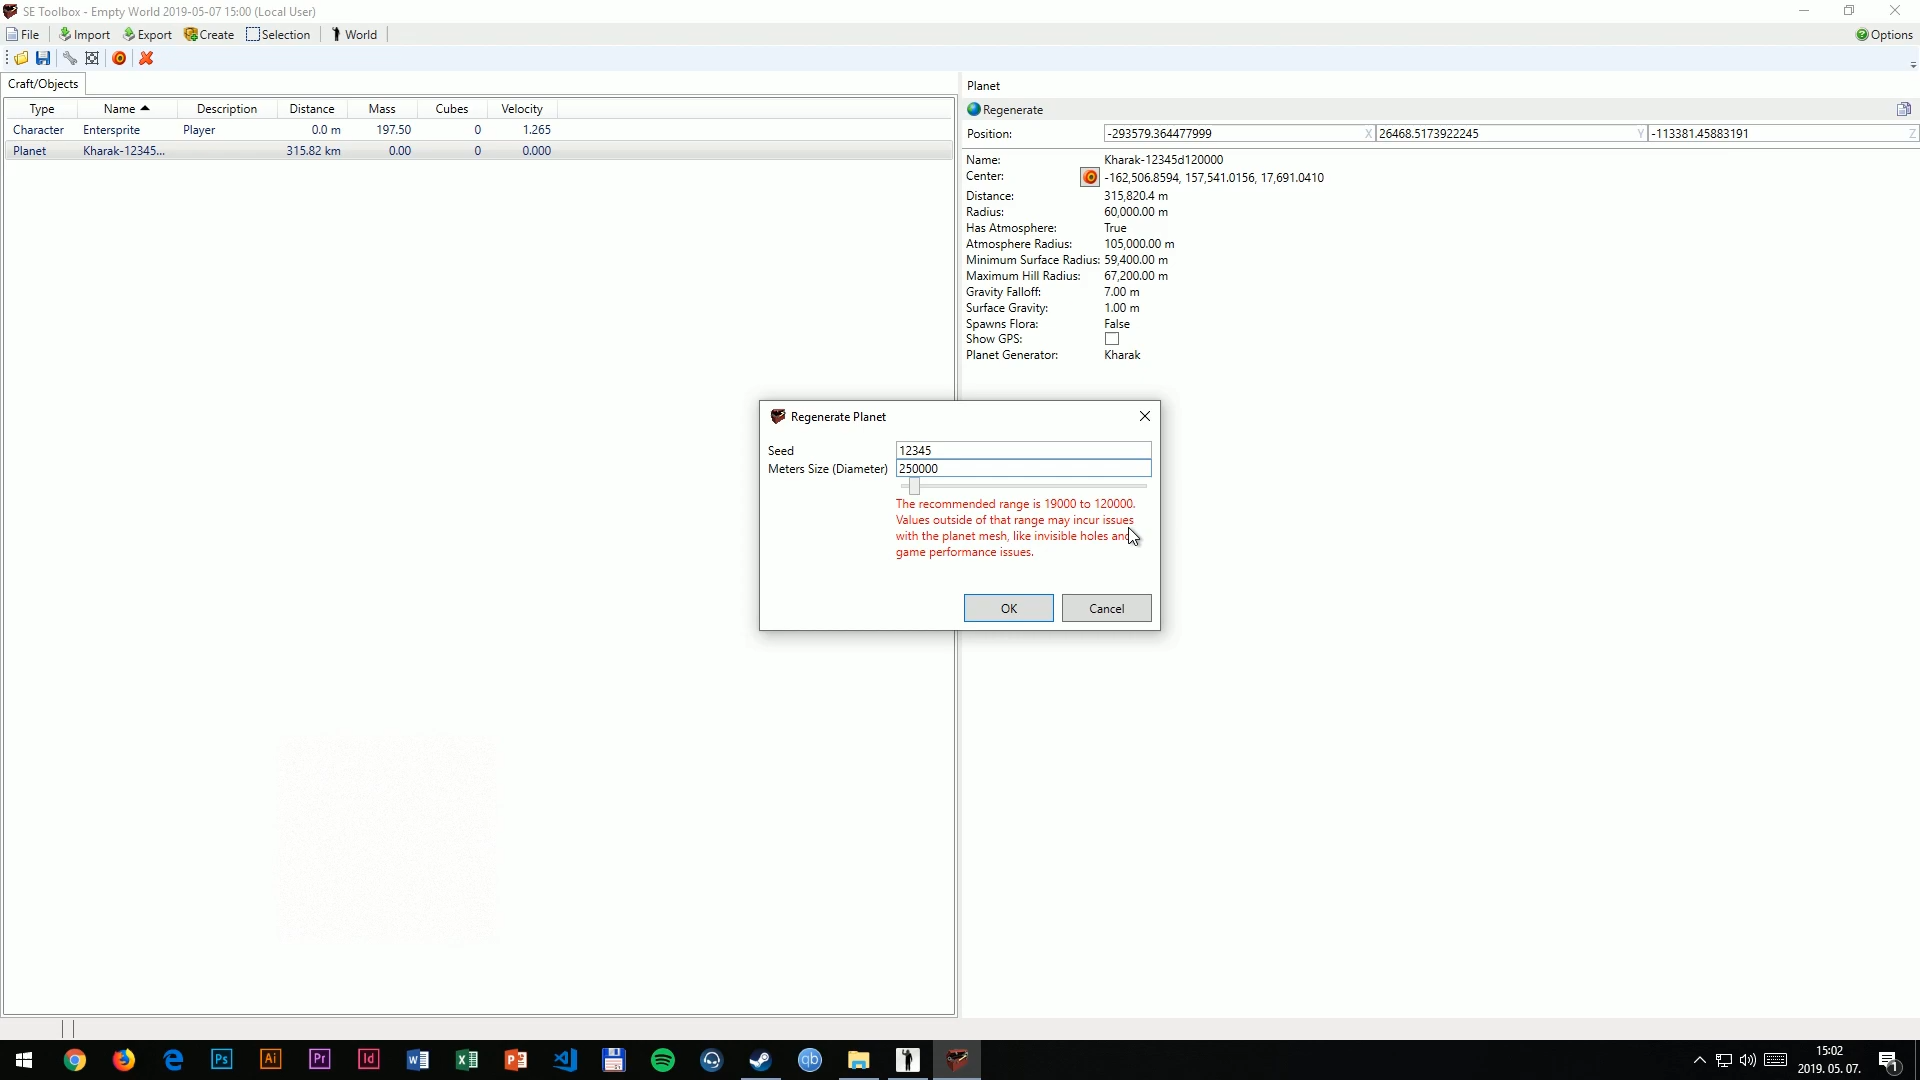 SE Toolbox - Empty World 2019-05-07 15:00 (Local User)
File Import Export Create Selection World Options
Craft/Objects
Type Name Description Distance Mass Cubes Velocity
Character Entersprite Player 0.0 m 197.50 0 1.265
Planet Kharak-12345... 315.82 km 0.00 0 0.000
Planet
Regenerate
Position: -293579.364477999 X 26468.5173922245 Y -113381.45883191 Z
Name: Kharak-12345d120000
Center: -162,506.8594, 157,541.0156, 17,691.0410
Distance: 315,820.4 m
Radius: 60,000.00 m
Has Atmosphere: True
Atmosphere Radius: 105,000.00 m
Minimum Surface Radius: 59,400.00 m
Maximum Hill Radius: 67,200.00 m
Gravity Falloff: 7.00 m
Surface Gravity: 1.00 m
Spawns Flora: False
Show GPS:
Planet Generator: Kharak
Regenerate Planet
Seed 12345
Meters Size (Diameter) 250000
The recommended range is 19000 to 120000.
Values outside of that range may incur issues
with the planet mesh, like invisible holes and
game performance issues.
OK Cancel
Ps Ai Pr Id qb
15:02
2019. 05. 07.
1